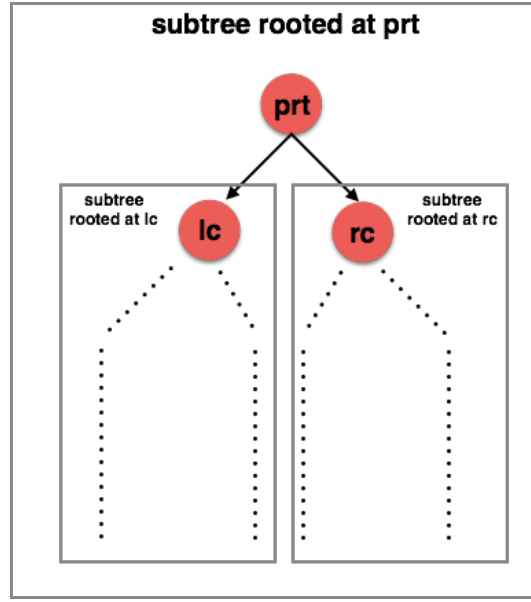 subtree rooted at prt
prt
subtree
rooted at lc
lc
subtree
rooted at rc
rc